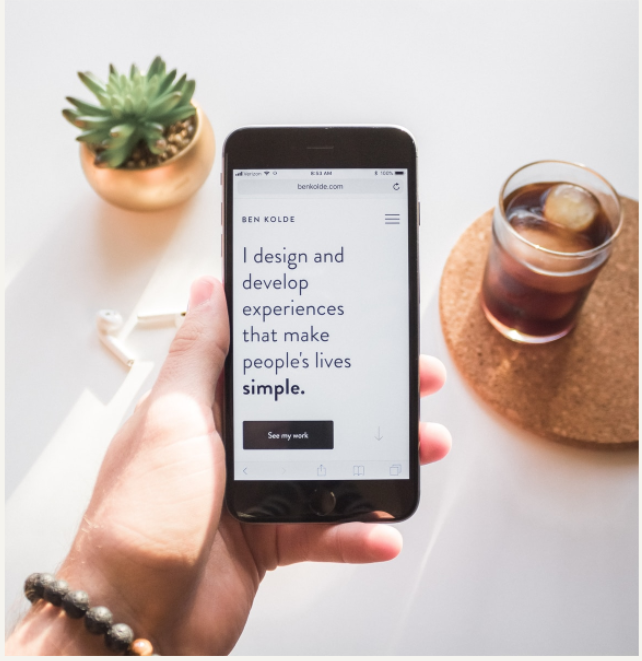 Verizon 8:55 AM 100%
benkolde.com
BEN KOLDE
I design and
develop
experiences
that make
people's lives
simple.
See my work